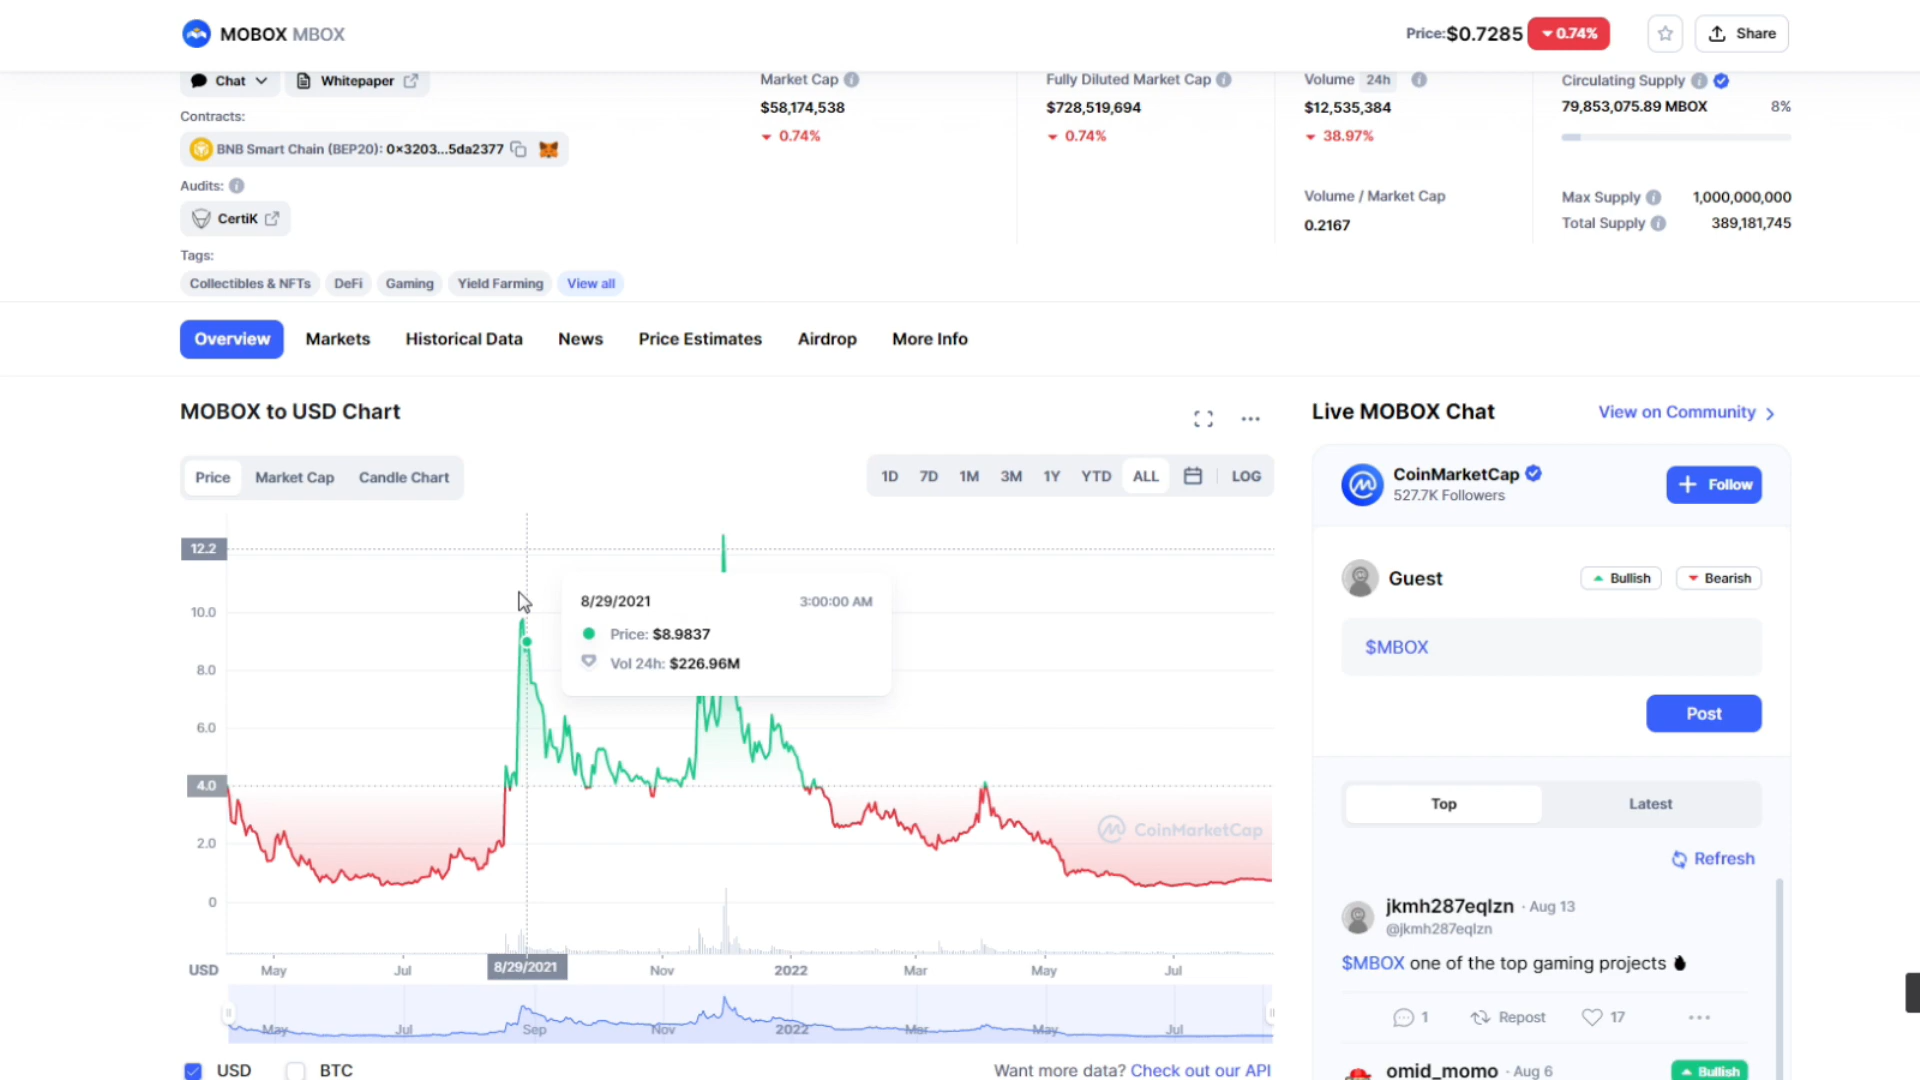 MOBOX MBOX
Price:$0.7285 0.74%
Share
Chat
Whitepaper
Contracts:
BNB Smart Chain (BEP20): 0x3203...5da2377
Audits:
CertiK
Tags:
Collectibles & NFTs DeFi Gaming Yield Farming View all
Market Cap
$58,174,538
0.74%
Fully Diluted Market Cap
$728,519,694
0.74%
Volume 24h
$12,535,384
38.97%
Volume / Market Cap
0.2167
Circulating Supply
79,853,075.89 MBOX 8%
Max Supply 1,000,000,000
Total Supply 389,181,745
Overview Markets Historical Data News Price Estimates Airdrop More Info
MOBOX to USD Chart
Price Market Cap Candle Chart
1D 7D 1M 3M 1Y YTD ALL LOG
12.2
10.0
8.0
6.0
4.0
2.0
0
8/29/2021 3:00:00 AM
Price: $8.9837
Vol 24h: $226.96M
CoinMarketCap
USD May Jul 8/29/2021 Nov 2022 Mar May Jul
May Jul Sep Nov 2022 Mar May Jul
USD BTC
Want more data? Check out our API
Live MOBOX Chat
View on Community
CoinMarketCap
527.7K Followers
Follow
Guest
Bullish Bearish
$MBOX
Post
Top Latest
Refresh
jkmh287eqlzn · Aug 13
@jkmh287eqlzn
$MBOX one of the top gaming projects
1 Repost 17
omid_momo · Aug 6
Bullish